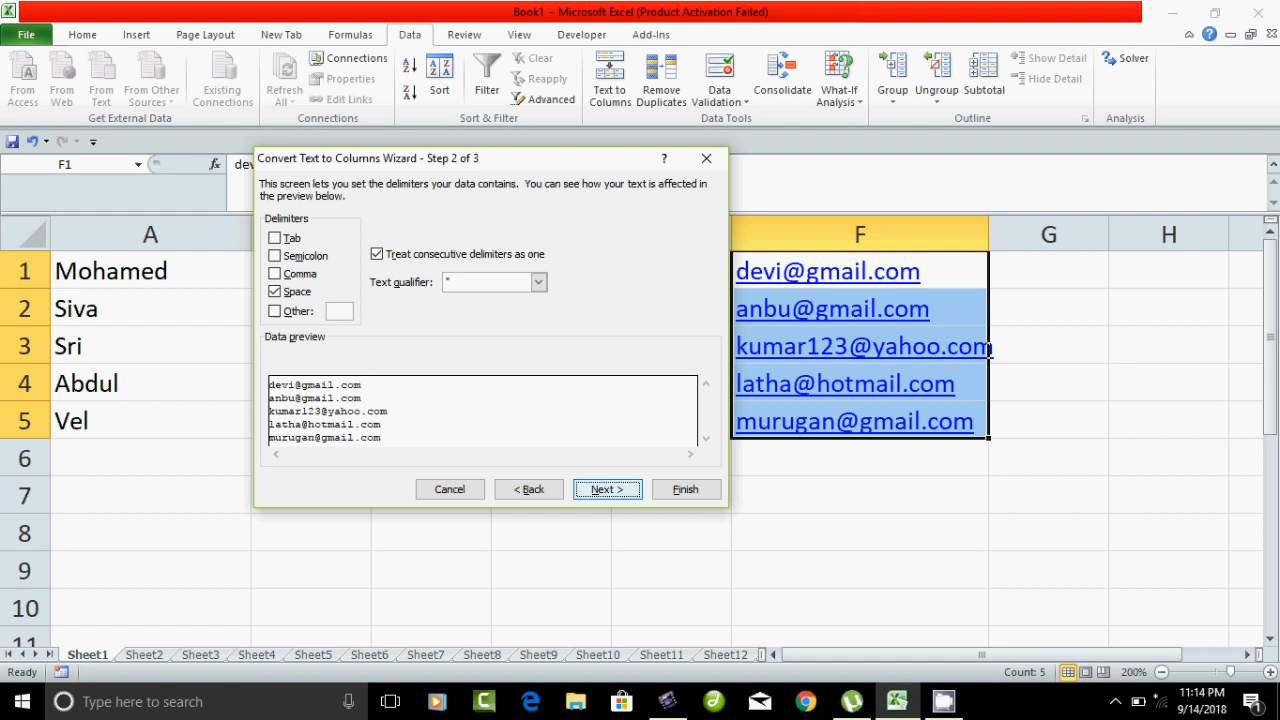 Book1 - Microsoft Excel (Product Activation Failed)
File Home Insert Page Layout New Tab Formulas Data Review View Developer Add-Ins
From Access
From Web
From Text
From Other Sources
Existing Connections
Get External Data
Refresh All
Connections
Properties
Edit Links
Connections
Sort
Filter
Clear
Reapply
Advanced
Sort & Filter
Text to Columns
Remove Duplicates
Data Validation
Consolidate
What-If Analysis
Data Tools
Group
Ungroup
Subtotal
Show Detail
Hide Detail
Outline
Solver
Analysis
F1 fx dev
Convert Text to Columns Wizard - Step 2 of 3 ?
This screen lets you set the delimiters your data contains. You can see how your text is affected in
the preview below.
Delimiters
Tab
Semicolon
Comma
Space
Other:
Treat consecutive delimiters as one
Text qualifier: "
Data preview
devi@gmail.com
anbu@gmail.com
kumar123@yahoo.com
latha@hotmail.com
murugan@gmail.com
Cancel < Back Next > Finish
A F G H
1 Mohamed devi@gmail.com
2 Siva anbu@gmail.com
3 Sri kumar123@yahoo.com
4 Abdul latha@hotmail.com
5 Vel murugan@gmail.com
6
7
8
9
10
11
Sheet1 Sheet2 Sheet3 Sheet4 Sheet5 Sheet6 Sheet7 Sheet8 Sheet9 Sheet10 Sheet11 Sheet12
Ready Count: 5 200%
Type here to search
11:14 PM
9/14/2018
1